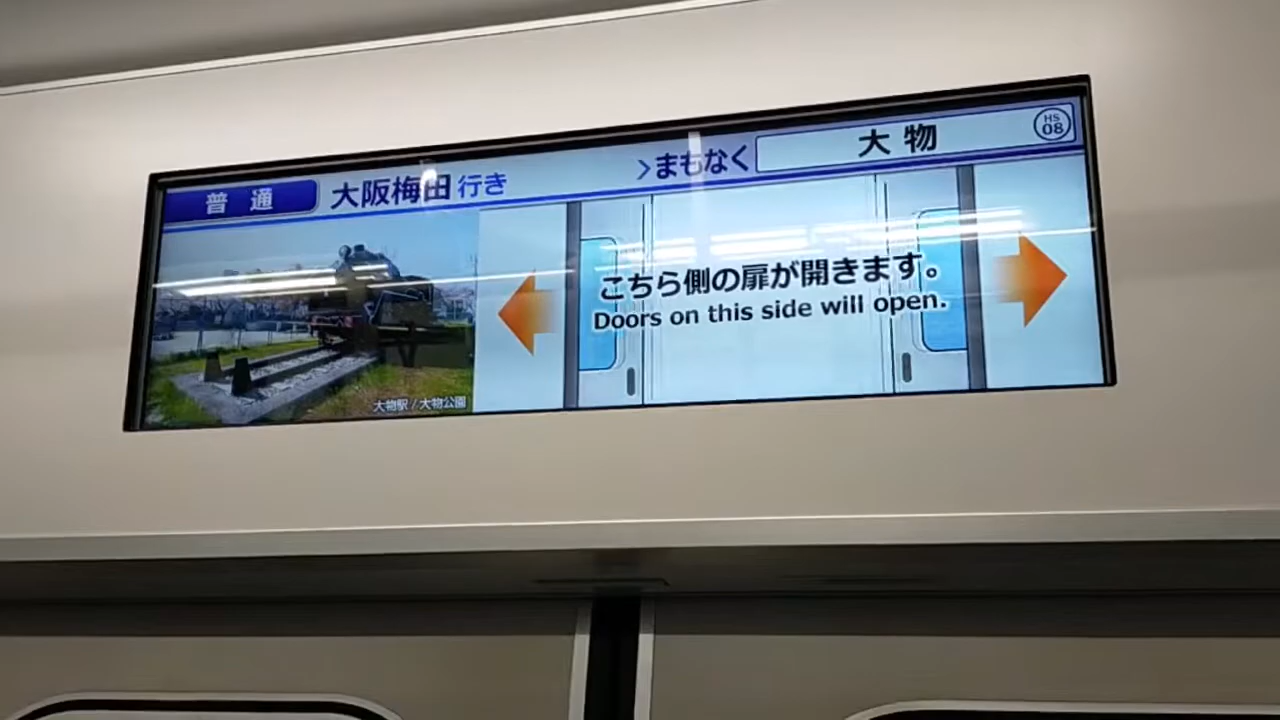 普通 大阪梅田行き >まもなく 大物 HS 08
こちら側の扉が開きます。
Doors on this side will open.
大物駅 / 大物公園